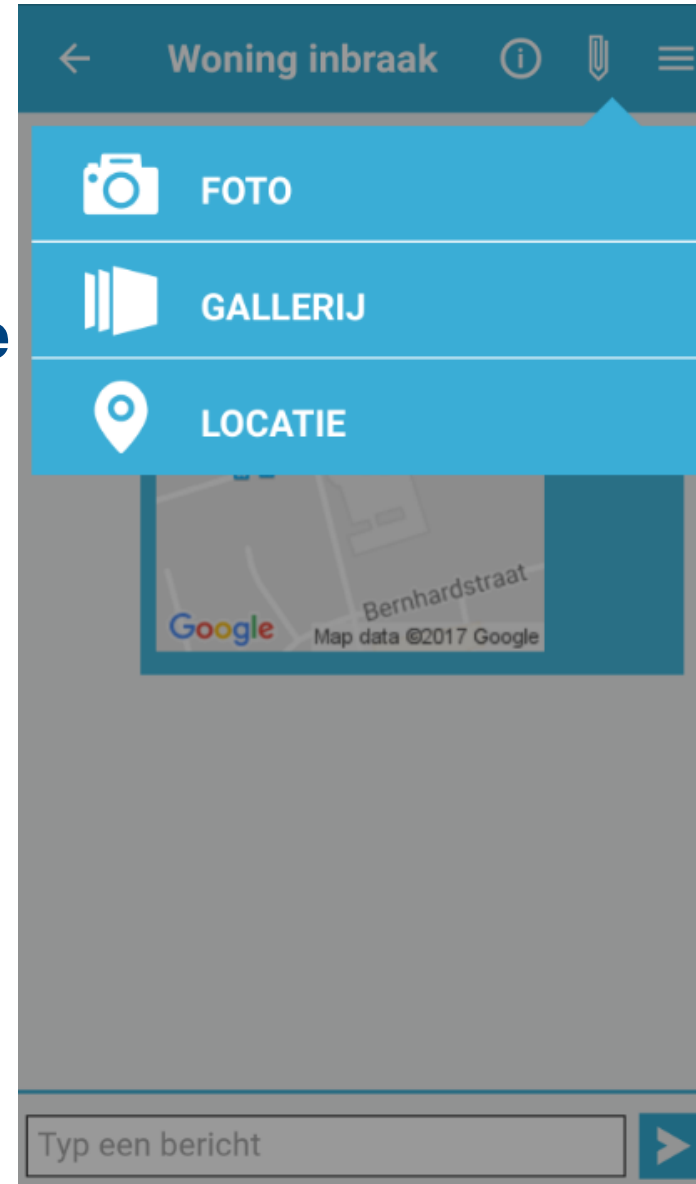 Woning inbraak
FOTO
GALLERIJ
e
LOCATIE
Bernhardstraat
Google
Map data ©2017 Google
Typ een bericht